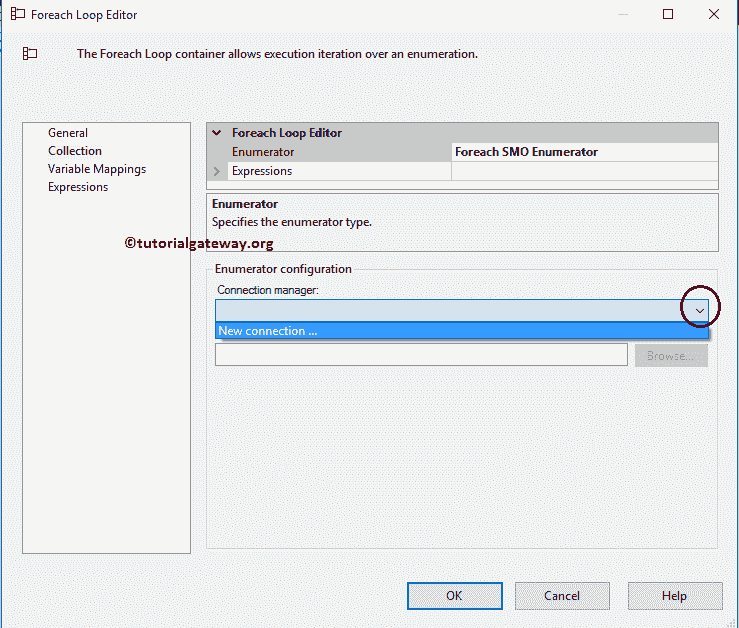 Foreach Loop Editor
The Foreach Loop container allows execution iteration over an enumeration.
General
Collection
Variable Mappings
Expressions
Foreach Loop Editor
Enumerator Foreach SMO Enumerator
Expressions
Enumerator
Specifies the enumerator type.
©tutorialgateway.org
Enumerator configuration
Connection manager:
New connection ...
Browse...
OK Cancel Help